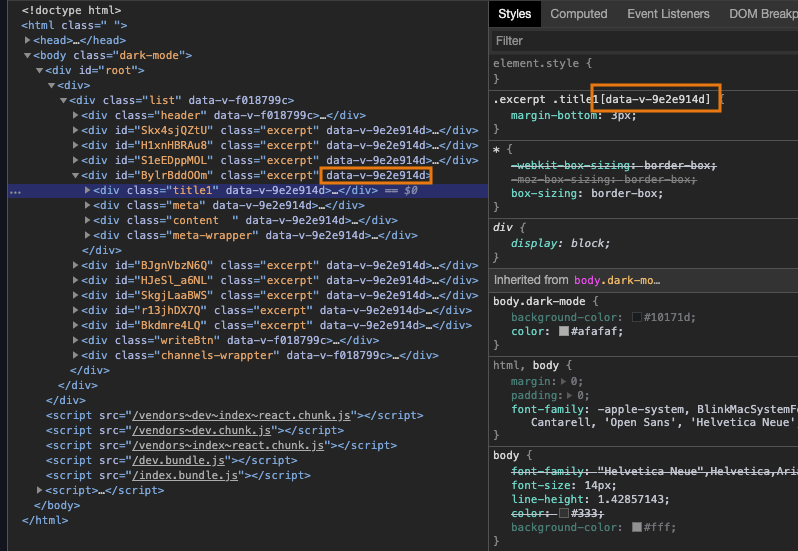 <!doctype html>
<html class=" ">
<head>…</head>
<body class="dark-mode">
<div id="root">
<div>
<div class="list" data-v-f018799c>
<div class="header" data-v-f018799c>…</div>
<div id="Skx4sjQZtU" class="excerpt" data-v-9e2e914d>…</div>
<div id="H1xnHBRAu8" class="excerpt" data-v-9e2e914d>…</div>
<div id="S1eEDppMOL" class="excerpt" data-v-9e2e914d>…</div>
<div id="BylrBddOOm" class="excerpt" data-v-9e2e914d>
… <div class="title1" data-v-9e2e914d>…</div> == $0
<div class="meta" data-v-9e2e914d>…</div>
<div class="content  " data-v-9e2e914d>…</div>
<div class="meta-wrapper" data-v-9e2e914d>…</div>
</div>
<div id="BJgnVbzN6Q" class="excerpt" data-v-9e2e914d>…</div>
<div id="HJeSl_a6NL" class="excerpt" data-v-9e2e914d>…</div>
<div id="SkgjLaaBWS" class="excerpt" data-v-9e2e914d>…</div>
<div id="r13jhDX7Q" class="excerpt" data-v-9e2e914d>…</div>
<div id="Bkdmre4LQ" class="excerpt" data-v-9e2e914d>…</div>
<div class="writeBtn" data-v-f018799c>…</div>
<div class="channels-wrappter" data-v-f018799c>…</div>
</div>
</div>
</div>
<script src="/vendors~dev~index~react.chunk.js"></script>
<script src="/vendors~dev.chunk.js"></script>
<script src="/vendors~index~react.chunk.js"></script>
<script src="/dev.bundle.js"></script>
<script src="/index.bundle.js"></script>
<script>…</script>
</body>
</html>
Styles Computed Event Listeners DOM Breakp
Filter
element.style {
}
.excerpt .title1[data-v-9e2e914d] {
margin-bottom: 3px;
}
* {
-webkit-box-sizing: border-box;
-moz-box-sizing: border-box;
box-sizing: border-box;
}
div {
display: block;
}
Inherited from body.dark-mo…
body.dark-mode {
background-color: #10171d;
color: #afafaf;
}
html, body {
margin: 0;
padding: 0;
font-family: -apple-system, BlinkMacSystemFo
Cantarell, 'Open Sans', 'Helvetica Neue'
}
body {
font-family: "Helvetica Neue",Helvetica,Aria
font-size: 14px;
line-height: 1.42857143;
color: #333;
background-color: #fff;
}